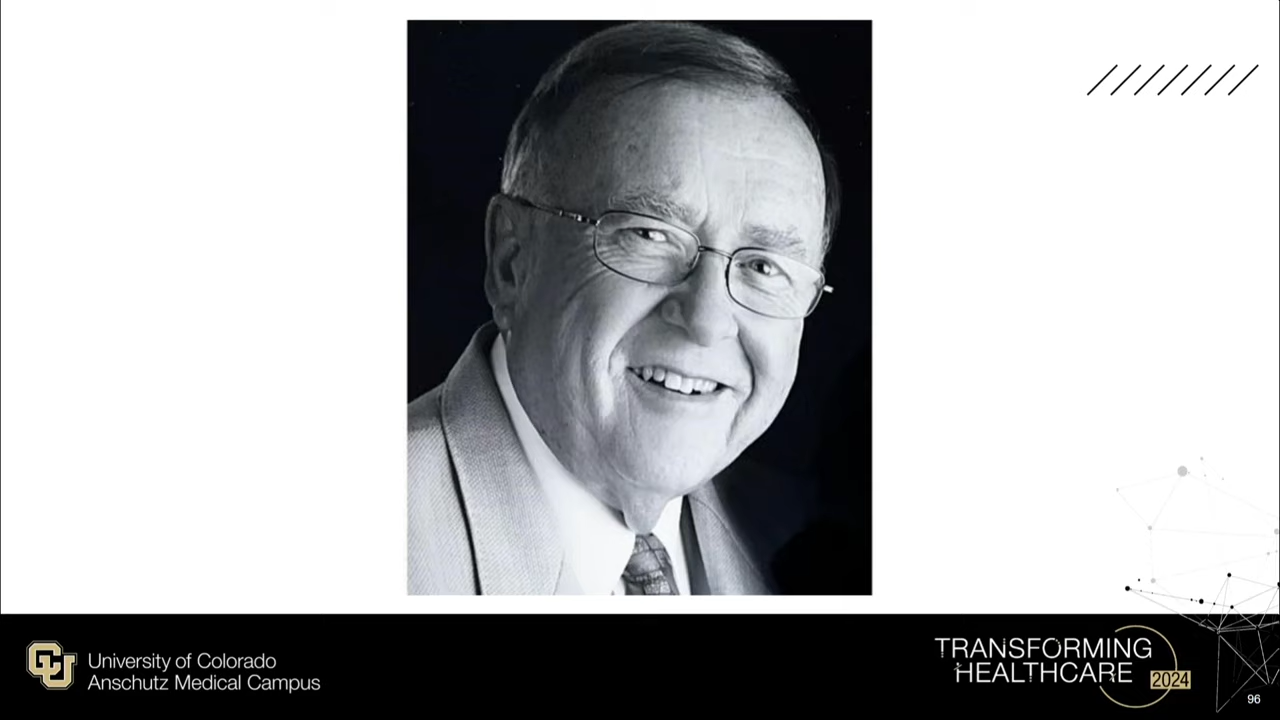 University of Colorado
Anschutz Medical Campus
TRANSFORMING
HEALTHCARE
2024
96